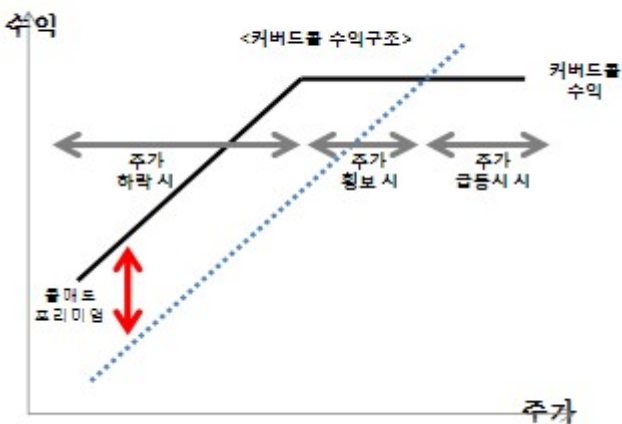 수익
<커버드콜 수익구조>
커버드콜
수익
주가
하락 시
주가
횡보 시
주가
급등시 시
콜매도
프리미엄
주가